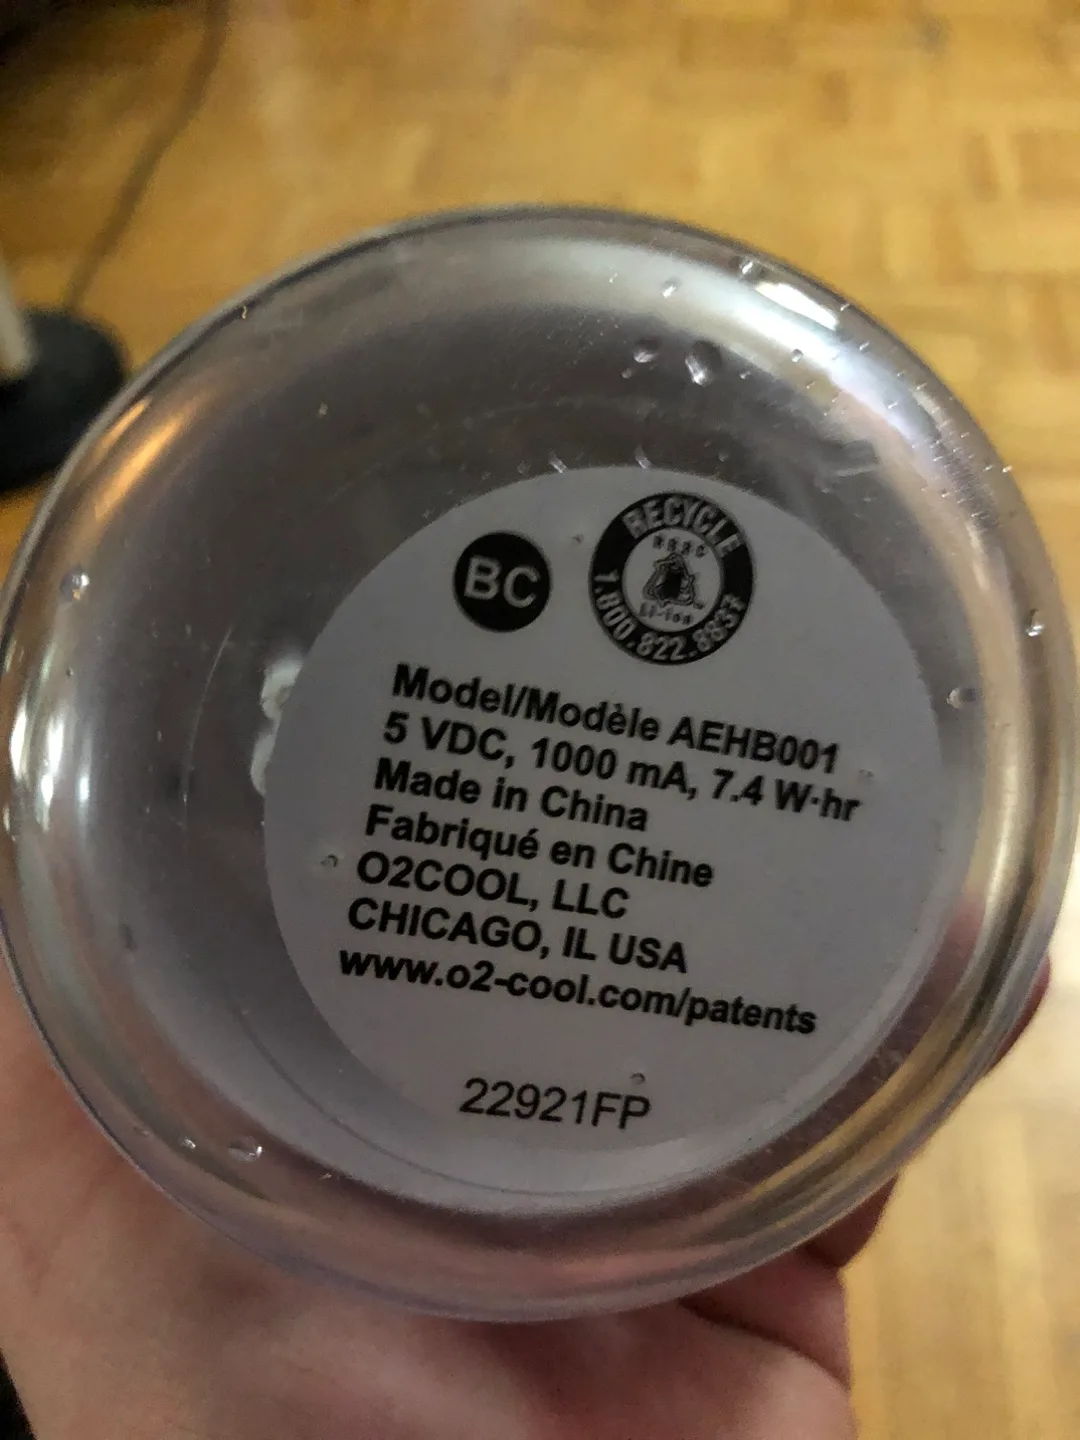 BC
RECYCLE
RBRC
Li-Ion
1.800.822.8837
Model/Modèle AEHB001
5 VDC, 1000 mA, 7.4 W·hr
Made in China
Fabriqué en Chine
O2COOL, LLC
CHICAGO, IL USA
www.o2-cool.com/patents
22921FP